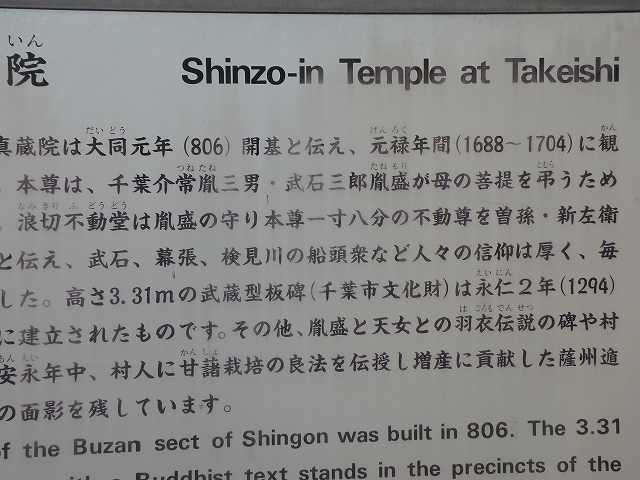 院 Shinzo-in Temple at Takeishi
真蔵院は大同元年(806)開基と伝え、元禄年間(1688〜1704)に観
。本尊は、千葉介常胤三男・武石三郎胤盛が母の菩提を弔うため
。浪切不動堂は胤盛の守り本尊一寸八分の不動尊を曽孫・新左衛
と伝え、武石、幕張、検見川の船頭衆など人々の信仰は厚く、毎
した。高さ3.31mの武蔵型板碑(千葉市文化財)は永仁2年(1294)
に建立されたものです。その他、胤盛と天女との羽衣伝説の碑や村
安永年中、村人に甘藷栽培の良法を伝授し増産に貢献した薩州遁
の面影を残しています。
of the Buzan sect of Shingon was built in 806. The 3.31
with a Buddhist text stands in the precincts of the